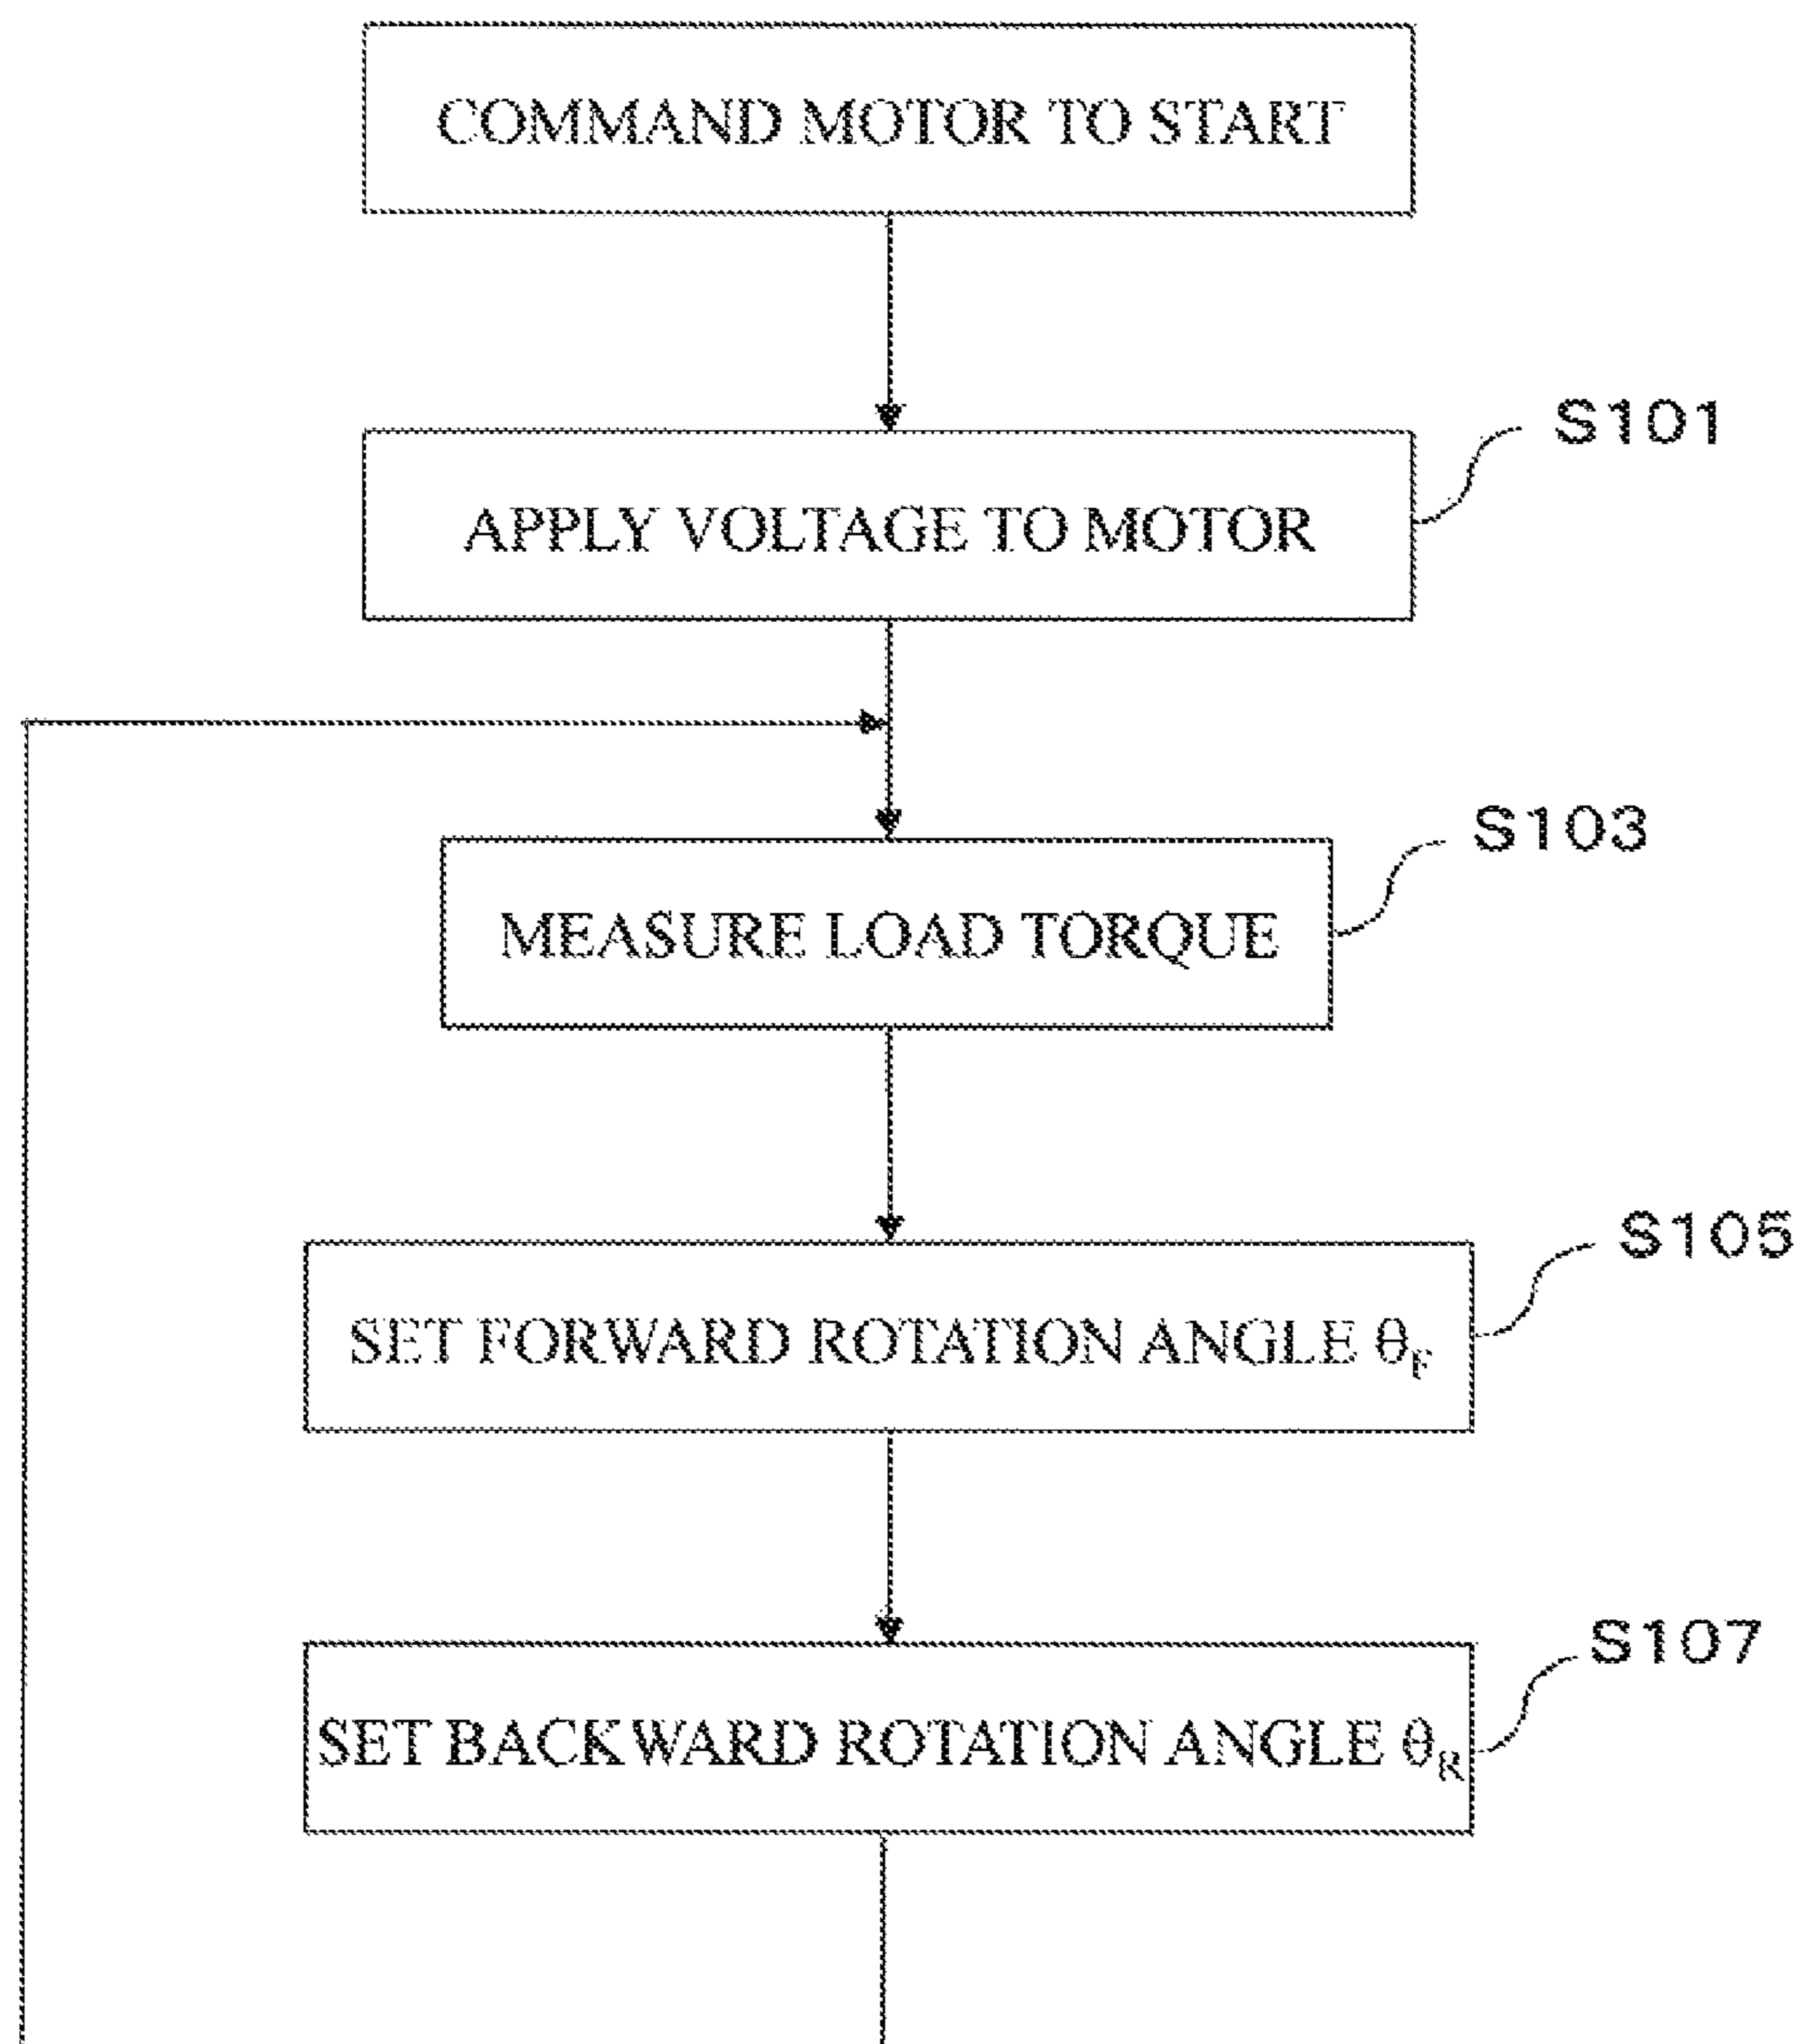 COMMAND MOTOR TO START
S101
APPLY VOLTAGE TO MOTOR
S103
MEASURE LOAD TORQUE
S105
SET FORWARD ROTATION ANGLE θF
S107
SET BACKWARD ROTATION ANGLE θR